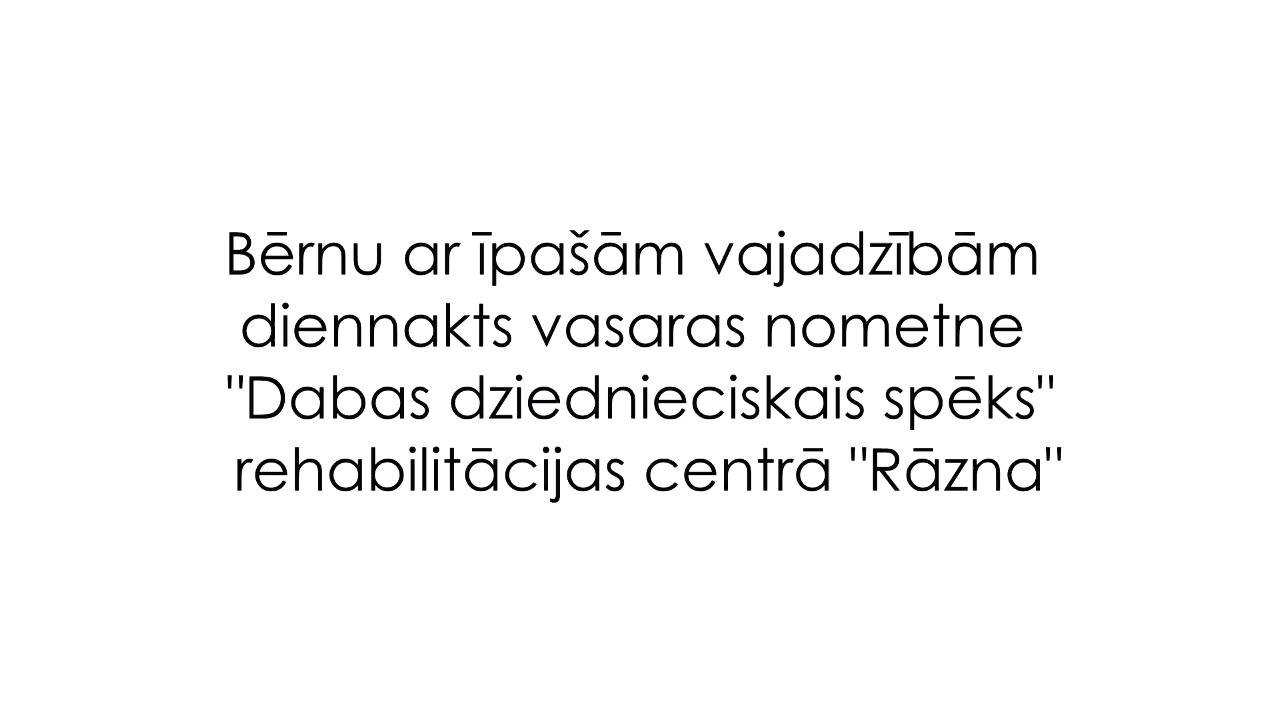 Bērnu ar īpašām vajadzībām
diennakts vasaras nometne
"Dabas dziednieciskais spēks"
rehabilitācijas centrā "Rāzna"